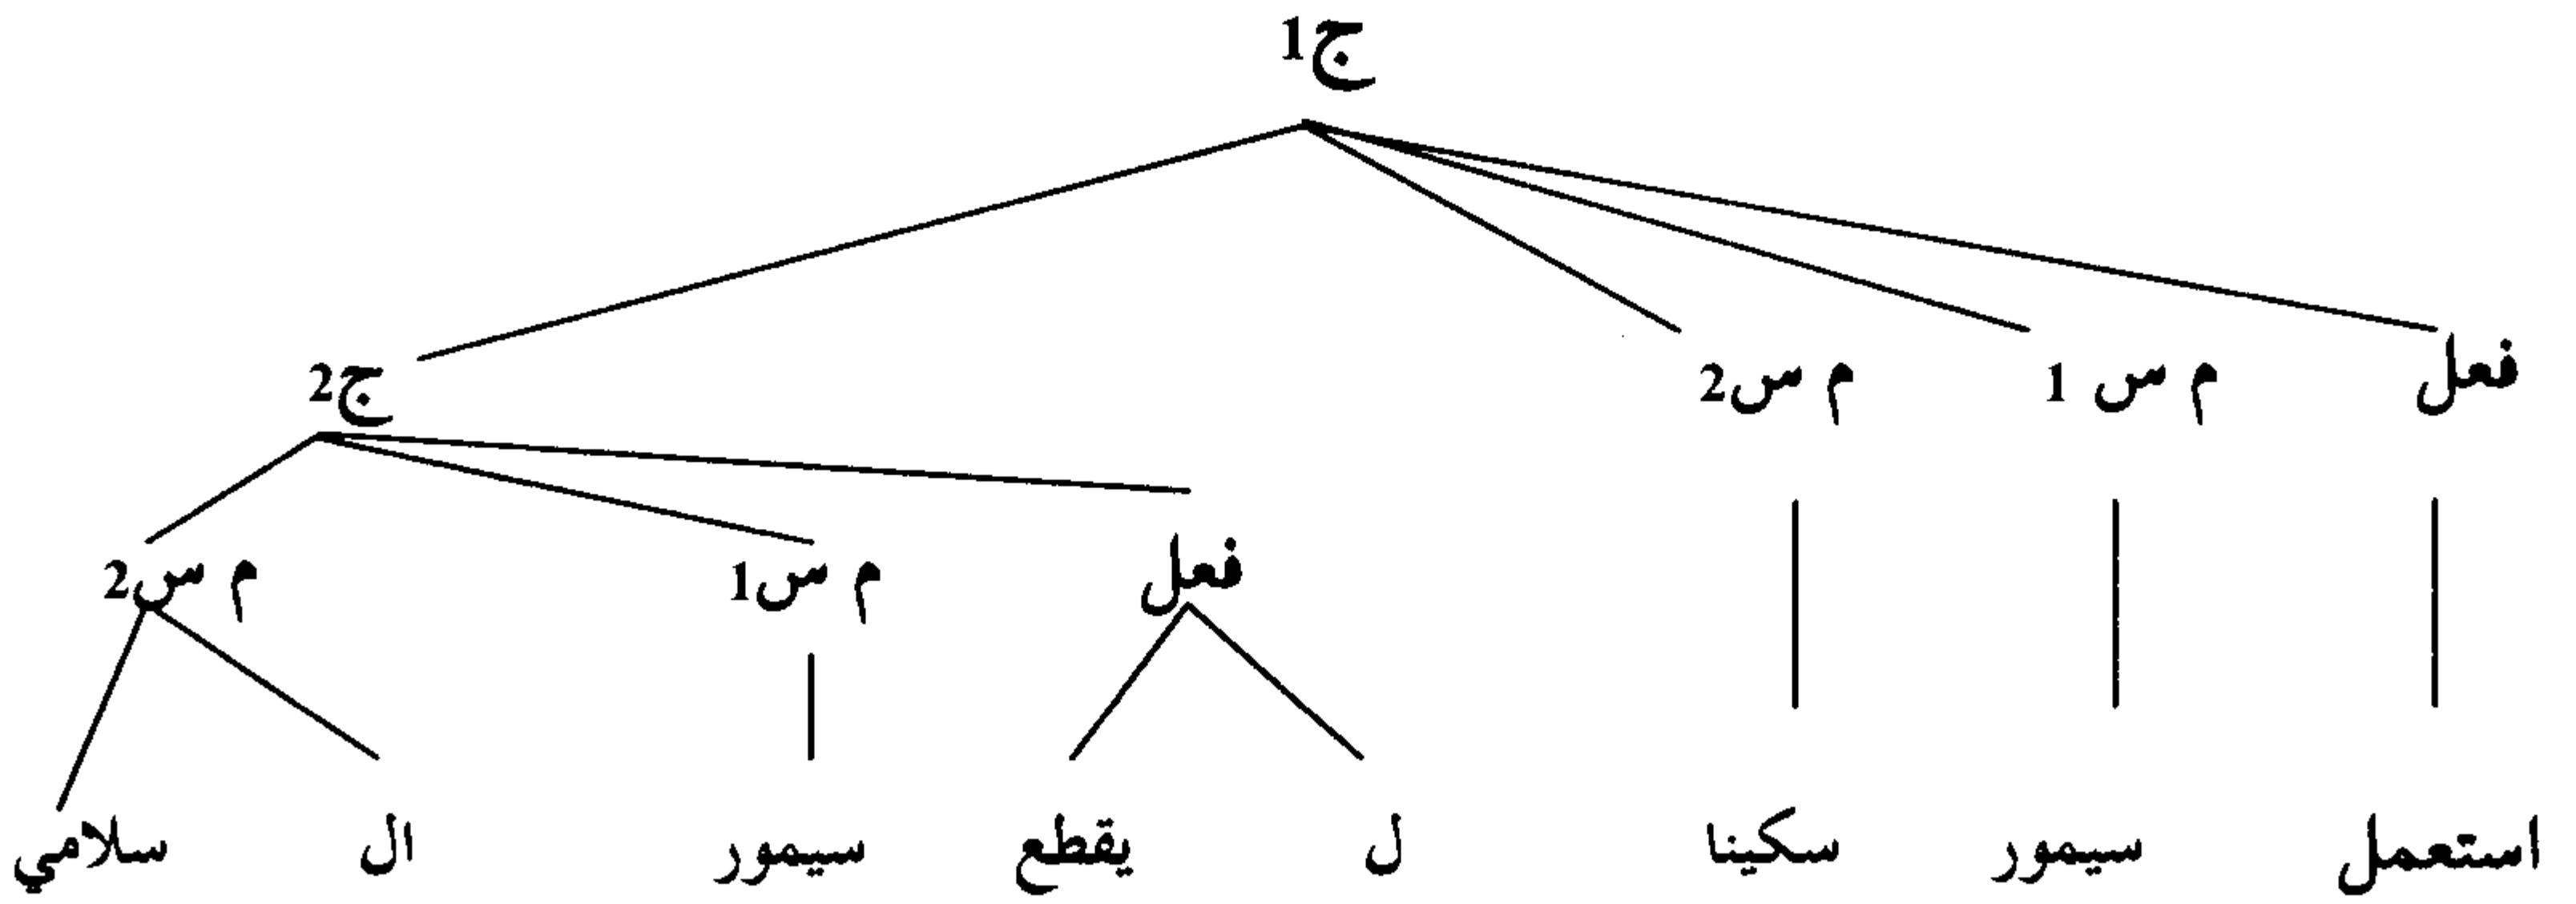 ج1
فعل م س 1 م س2 ج2
فعل م س1 م س2
استعمل سيمور سكينا ل يقطع سيمور ال سلامي